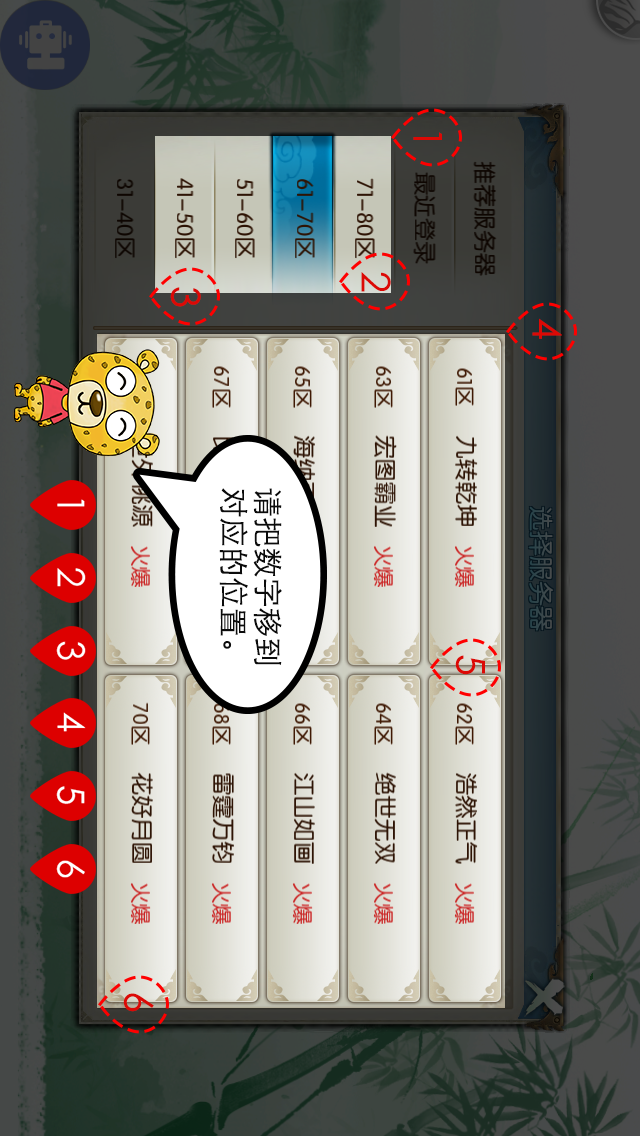 选择服务器
推荐服务器
最近登录
71-80区
61-70区
51-60区
41-50区
31-40区
61区 九转乾坤 火爆
62区 浩然正气 火爆
63区 宏图霸业 火爆
64区 绝世无双 火爆
65区 海纳
66区 江山如画 火爆
67区
68区 雷霆万钧 火爆
桃源 火爆
70区 花好月圆 火爆
请把数字移到
对应的位置。
1
2
3
4
5
6
1
2
3
4
5
6